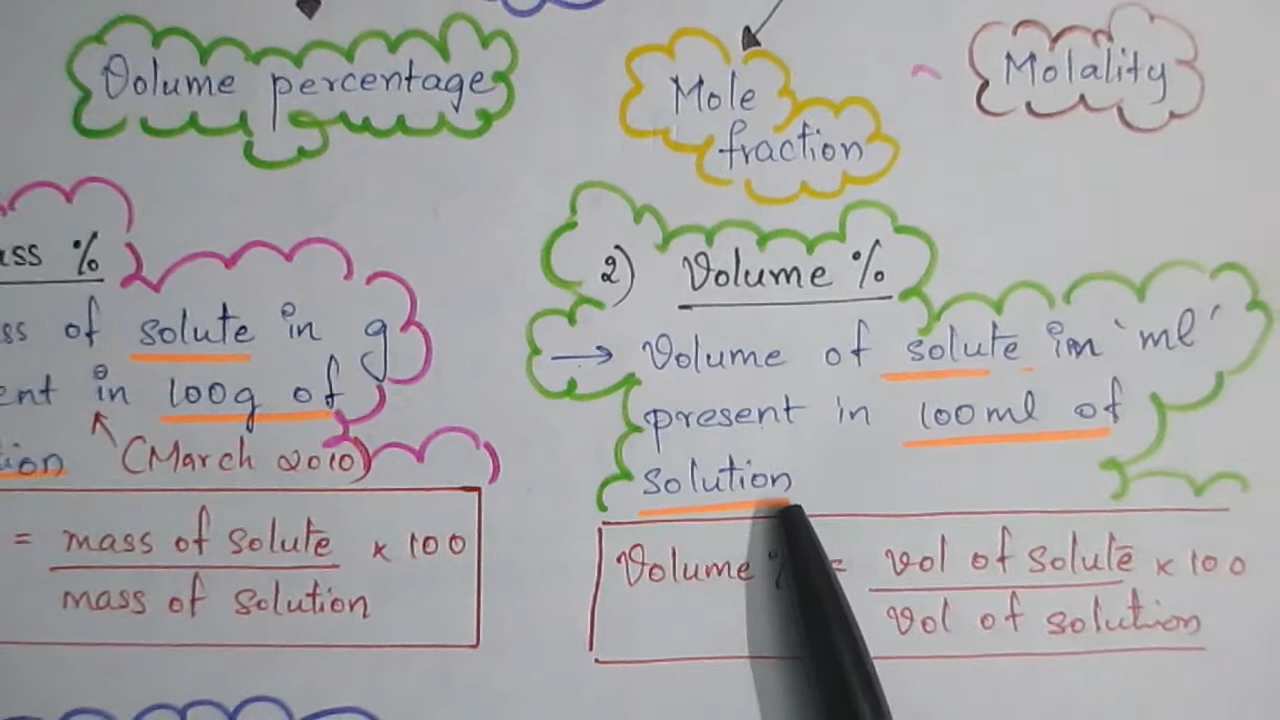 Volume percentage
Mole
fraction
Molality
ss %
ss of solute in g
ent in 100g of
ion (March 2010)
= mass of solute × 100
mass of solution
2) Volume %
→ Volume of solute in 'ml'
present in 100ml of
solution
Volume % = vol of solute × 100
vol of solution